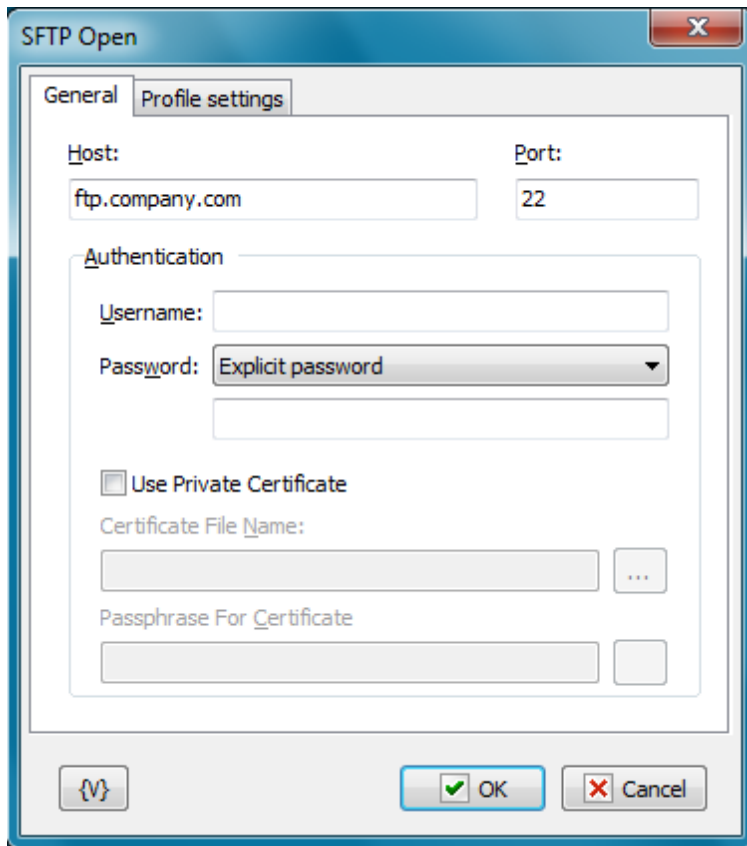 SFTP Open
General Profile settings
Host: Port:
ftp.company.com 22
Authentication
Username:
Password: Explicit password
Use Private Certificate
Certificate File Name:
...
Passphrase For Certificate
{V} OK Cancel